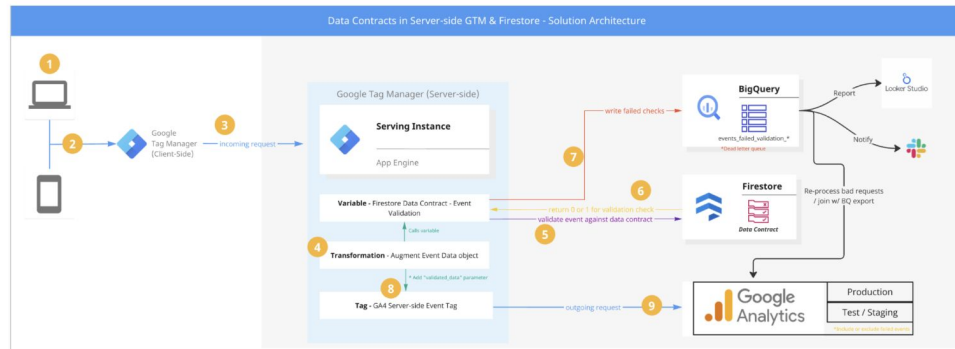 Data Contracts in Server-side GTM & Firestore - Solution Architecture
1
2
Google
Tag Manager
(Client-Side)
3
incoming request
Google Tag Manager (Server-side)
Serving Instance
App Engine
Variable - Firestore Data Contract - Event
Validation
Calls variable
4
Transformation - Augment Event Data object
* Add "validated_data" parameter
8
Tag - GA4 Server-side Event Tag
write failed checks
7
6
return 0 or 1 for validation check
validate event against data contract
5
outgoing request
9
BigQuery
events_failed_validation_*
*Dead letter queue
Report
Looker Studio
Notify
Firestore
Data Contract
Re-process bad requests
/ join w/ BQ export
Google
Analytics
Production
Test / Staging